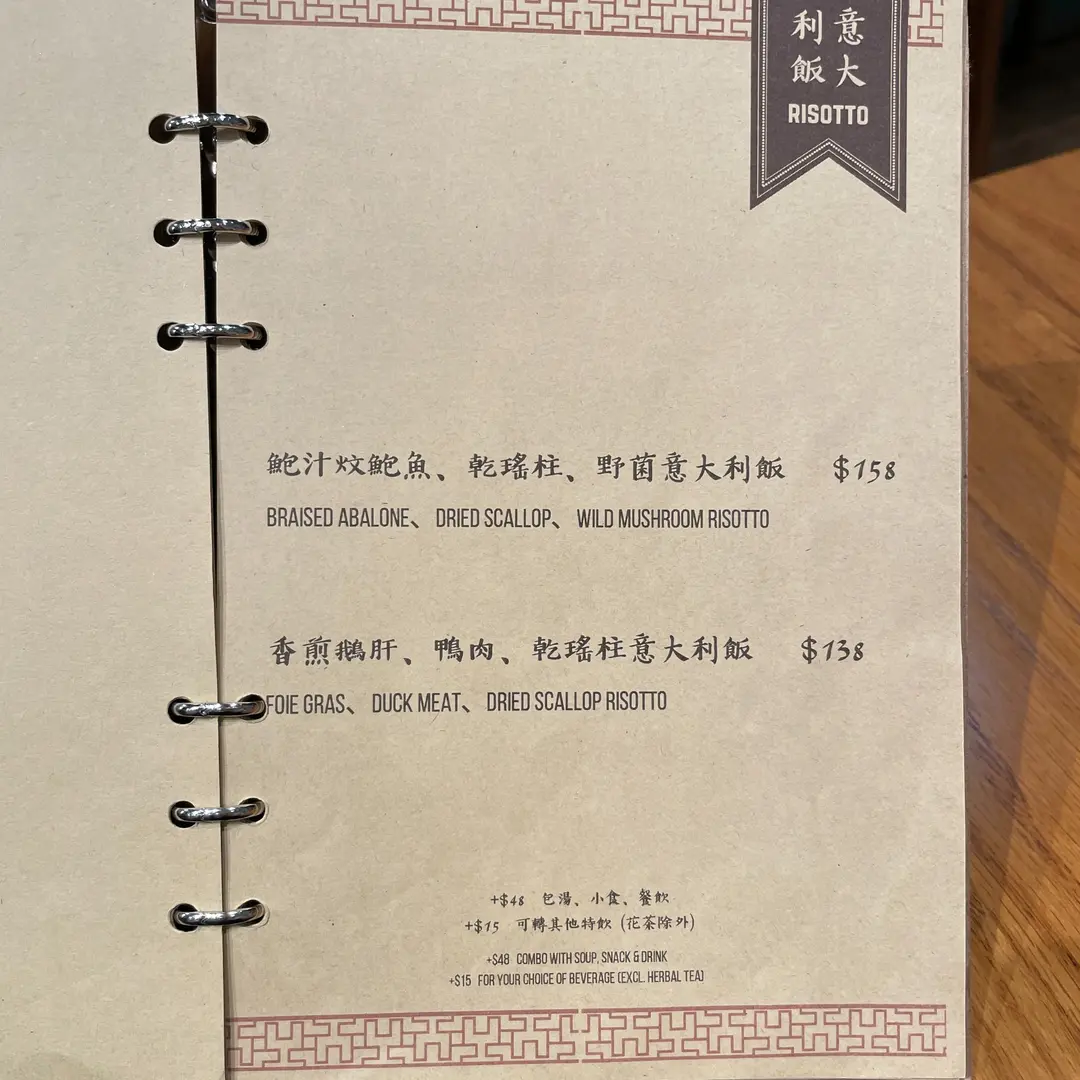 意大
利飯
RISOTTO
鮑汁炆鮑魚、乾瑤柱、野菌意大利飯 $158
BRAISED ABALONE、 DRIED SCALLOP、 WILD MUSHROOM RISOTTO
香煎鵝肝、鴨肉、乾瑤柱意大利飯 $138
FOIE GRAS、 DUCK MEAT、 DRIED SCALLOP RISOTTO
+$48 包湯、小食、餐飲
+$15 可轉其他特飲 (花茶除外)
+$48 COMBO WITH SOUP, SNACK & DRINK
+$15 FOR YOUR CHOICE OF BEVERAGE (EXCL. HERBAL TEA)